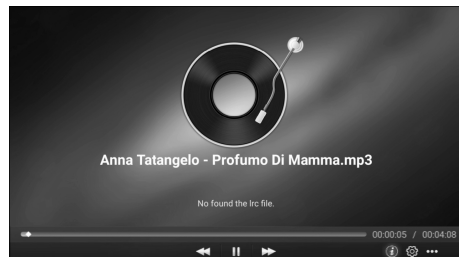 Anna Tatangelo - Profumo Di Mamma.mp3
No found the lrc file.
00:00:05 / 00:04:08